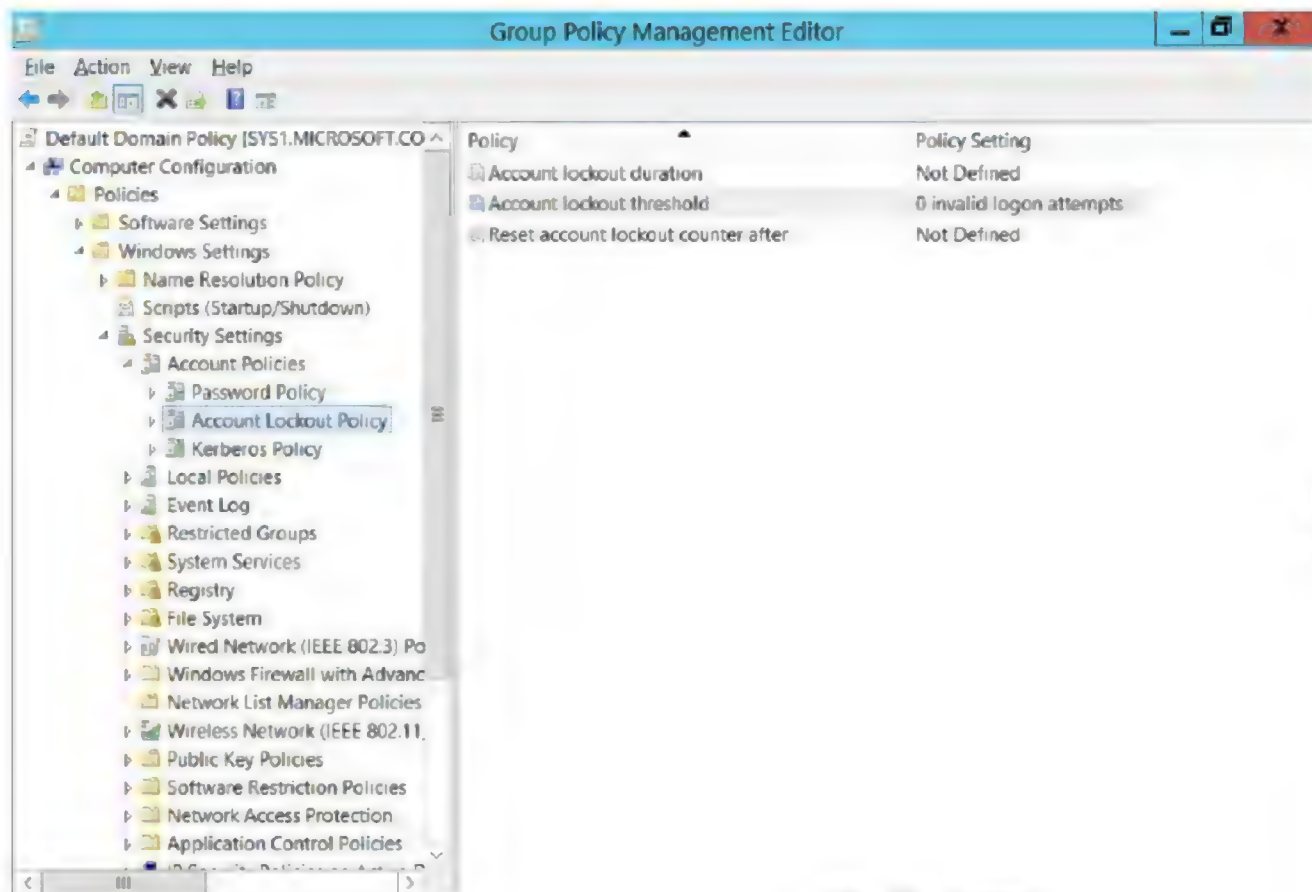 Group Policy Management Editor
File Action View Help
Default Domain Policy [SYS1.MICROSOFT.CO
Computer Configuration
Policies
Software Settings
Windows Settings
Name Resolution Policy
Scripts (Startup/Shutdown)
Security Settings
Account Policies
Password Policy
Account Lockout Policy
Kerberos Policy
Local Policies
Event Log
Restricted Groups
System Services
Registry
File System
Wired Network (IEEE 802.3) Po
Windows Firewall with Advanc
Network List Manager Policies
Wireless Network (IEEE 802.11
Public Key Policies
Software Restriction Policies
Network Access Protection
Application Control Policies
Policy Policy Setting
Account lockout duration Not Defined
Account lockout threshold 0 invalid logon attempts
Reset account lockout counter after Not Defined